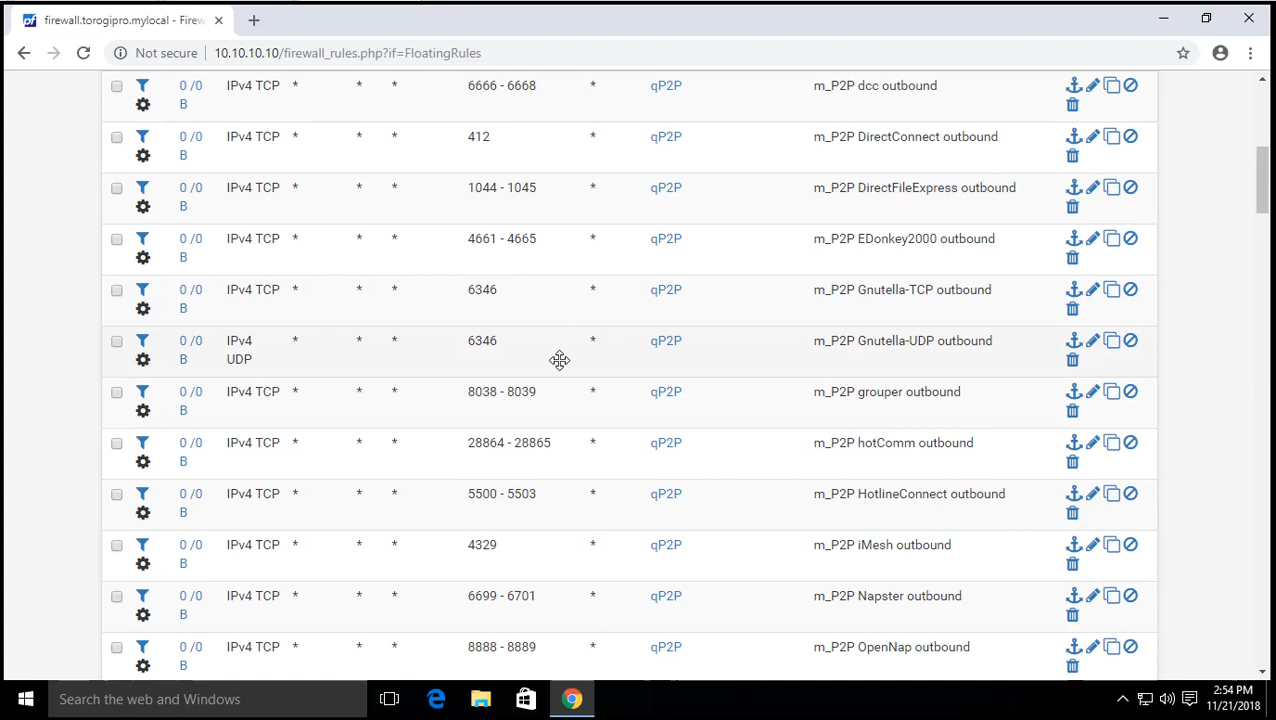 firewall.torogipro.mylocal - Firew
Not secure 10.10.10.10/firewall_rules.php?if=FloatingRules
0 /0 B IPv4 TCP * * * 6666 - 6668 * qP2P m_P2P dcc outbound
0 /0 B IPv4 TCP * * * 412 * qP2P m_P2P DirectConnect outbound
0 /0 B IPv4 TCP * * * 1044 - 1045 * qP2P m_P2P DirectFileExpress outbound
0 /0 B IPv4 TCP * * * 4661 - 4665 * qP2P m_P2P EDonkey2000 outbound
0 /0 B IPv4 TCP * * * 6346 * qP2P m_P2P Gnutella-TCP outbound
0 /0 B IPv4 UDP * * * 6346 * qP2P m_P2P Gnutella-UDP outbound
0 /0 B IPv4 TCP * * * 8038 - 8039 * qP2P m_P2P grouper outbound
0 /0 B IPv4 TCP * * * 28864 - 28865 * qP2P m_P2P hotComm outbound
0 /0 B IPv4 TCP * * * 5500 - 5503 * qP2P m_P2P HotlineConnect outbound
0 /0 B IPv4 TCP * * * 4329 * qP2P m_P2P iMesh outbound
0 /0 B IPv4 TCP * * * 6699 - 6701 * qP2P m_P2P Napster outbound
0 /0 B IPv4 TCP * * * 8888 - 8889 * qP2P m_P2P OpenNap outbound
Search the web and Windows
2:54 PM
11/21/2018